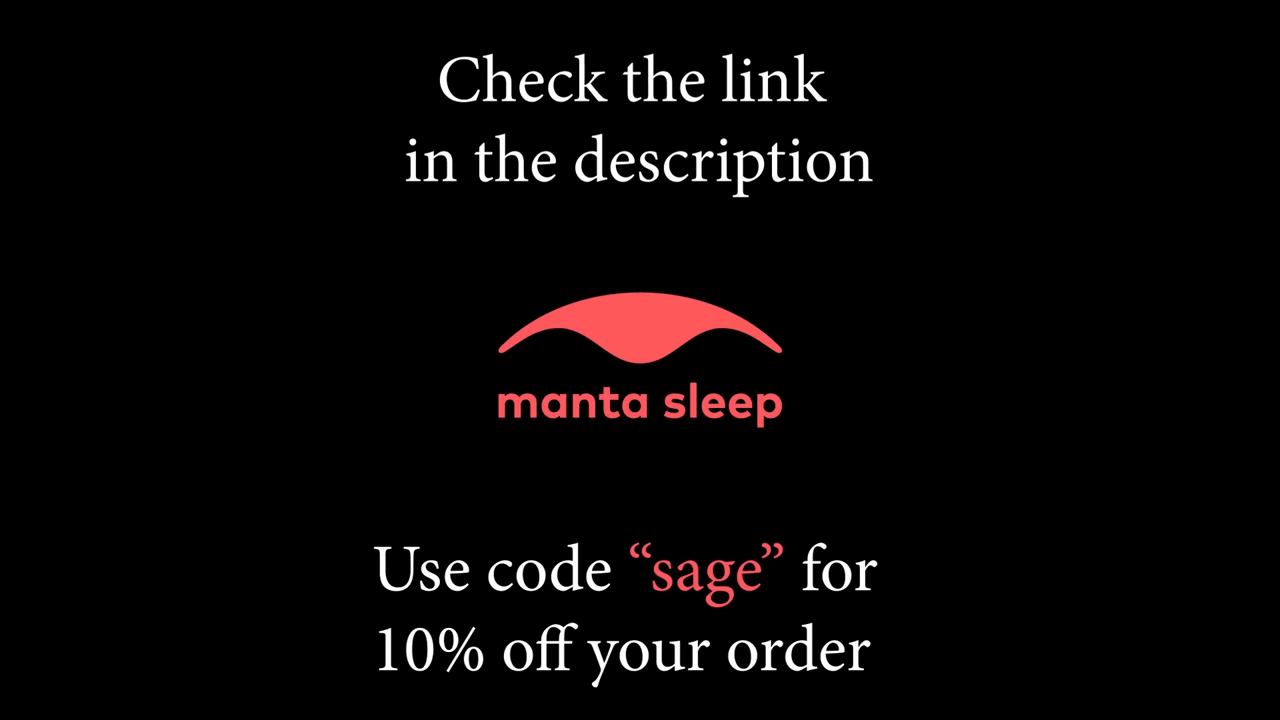 Check the link
in the description
manta sleep
Use code “sage” for
10% off your order